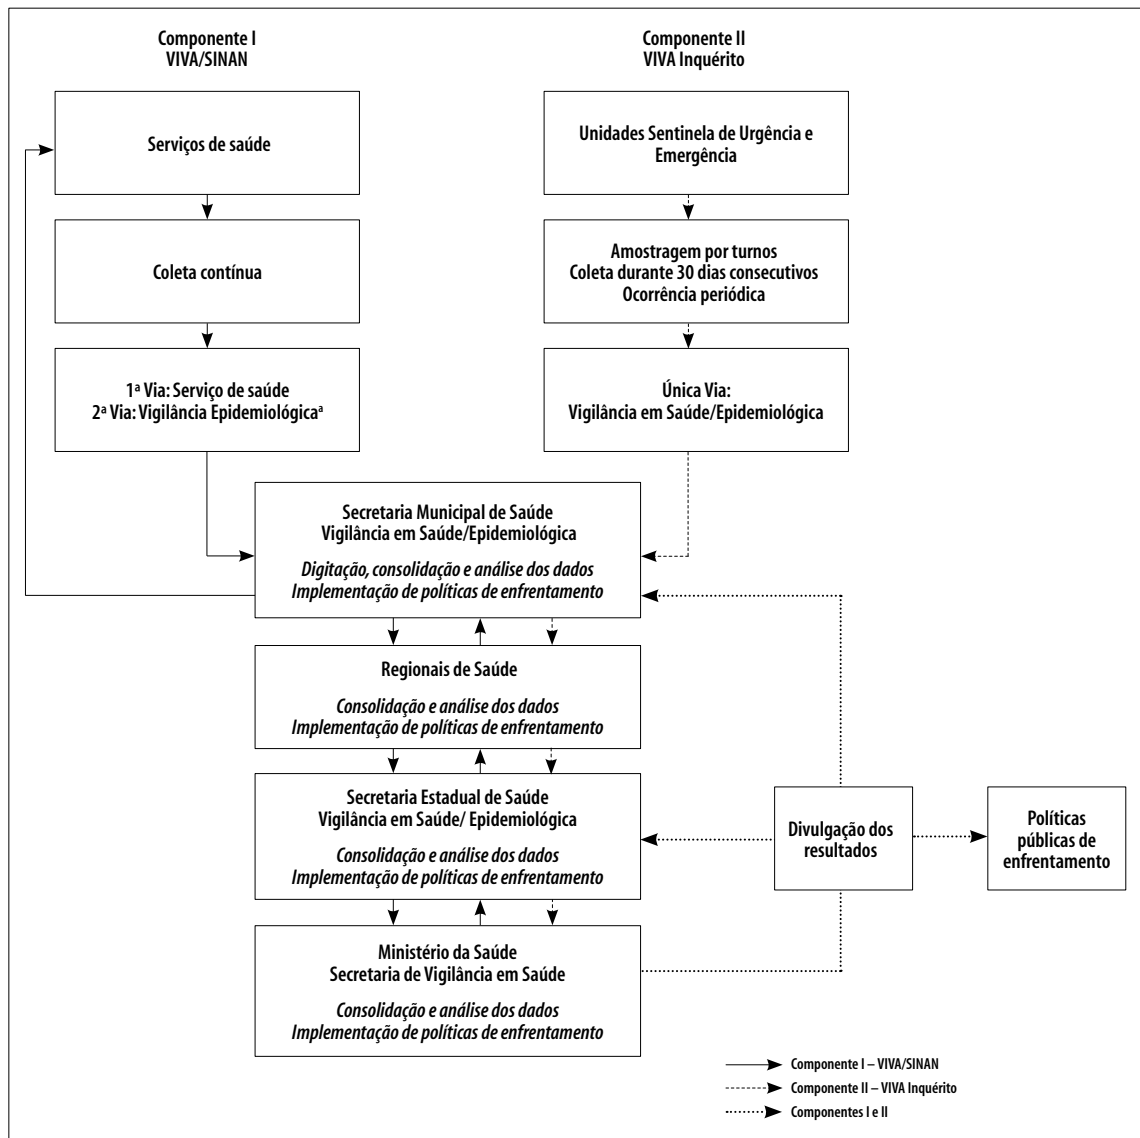 Componente I
VIVA/SINAN
Componente II
VIVA Inquérito
Serviços de saúde
Unidades Sentinela de Urgência e
Emergência
Coleta contínua
Amostragem por turnos
Coleta durante 30 dias consecutivos
Ocorrência periódica
1ª Via: Serviço de saúde
2ª Via: Vigilância Epidemiológicaª
Única Via:
Vigilância em Saúde/Epidemiológica
Secretaria Municipal de Saúde
Vigilância em Saúde/Epidemiológica
Digitação, consolidação e análise dos dados
Implementação de políticas de enfrentamento
Regionais de Saúde
Consolidação e análise dos dados
Implementação de políticas de enfrentamento
Secretaria Estadual de Saúde
Vigilância em Saúde/ Epidemiológica
Consolidação e análise dos dados
Implementação de políticas de enfrentamento
Divulgação dos
resultados
Políticas
públicas de
enfrentamento
Ministério da Saúde
Secretaria de Vigilância em Saúde
Consolidação e análise dos dados
Implementação de políticas de enfrentamento
Componente I – VIVA/SINAN
Componente II – VIVA Inquérito
Componentes I e II